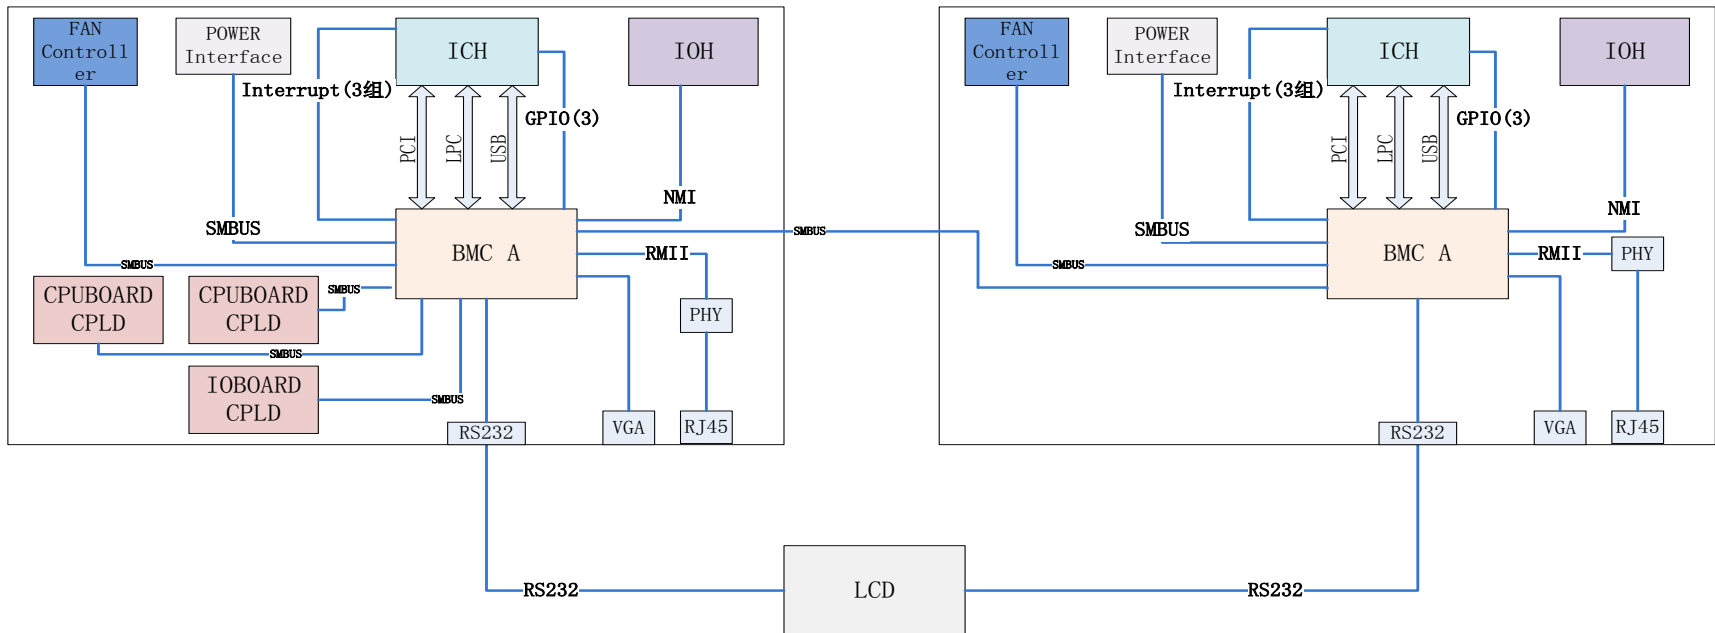 FAN
Controll
er
POWER
Interface
ICH
IOH
Interrupt(3组)
GPIO(3)
PCI
LPC
USB
NMI
SMBUS
SMBUS
BMC A
RMII
CPUBOARD
CPLD
CPUBOARD
CPLD
SMBUS
SMBUS
PHY
IOBOARD
CPLD
SMBUS
RS232
VGA
RJ45
SMBUS
FAN
Controll
er
POWER
Interface
ICH
IOH
Interrupt(3组)
GPIO(3)
PCI
LPC
USB
NMI
SMBUS
SMBUS
BMC A
RMII
PHY
RS232
VGA
RJ45
RS232
LCD
RS232